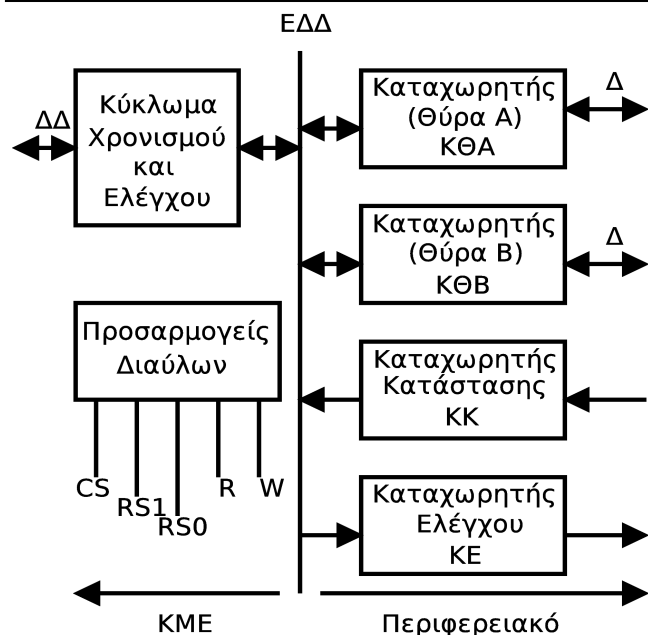 ΕΔΔ
ΔΔ
Κύκλωμα
Χρονισμού
και
Ελέγχου
Καταχωρητής
(Θύρα Α)
ΚΘΑ
Δ
Καταχωρητής
(Θύρα Β)
ΚΘΒ
Δ
Προσαρμογείς
Διαύλων
CS
RS1
RS0
R
W
Καταχωρητής
Κατάστασης
ΚΚ
Καταχωρητής
Ελέγχου
ΚΕ
ΚΜΕ
Περιφερειακό